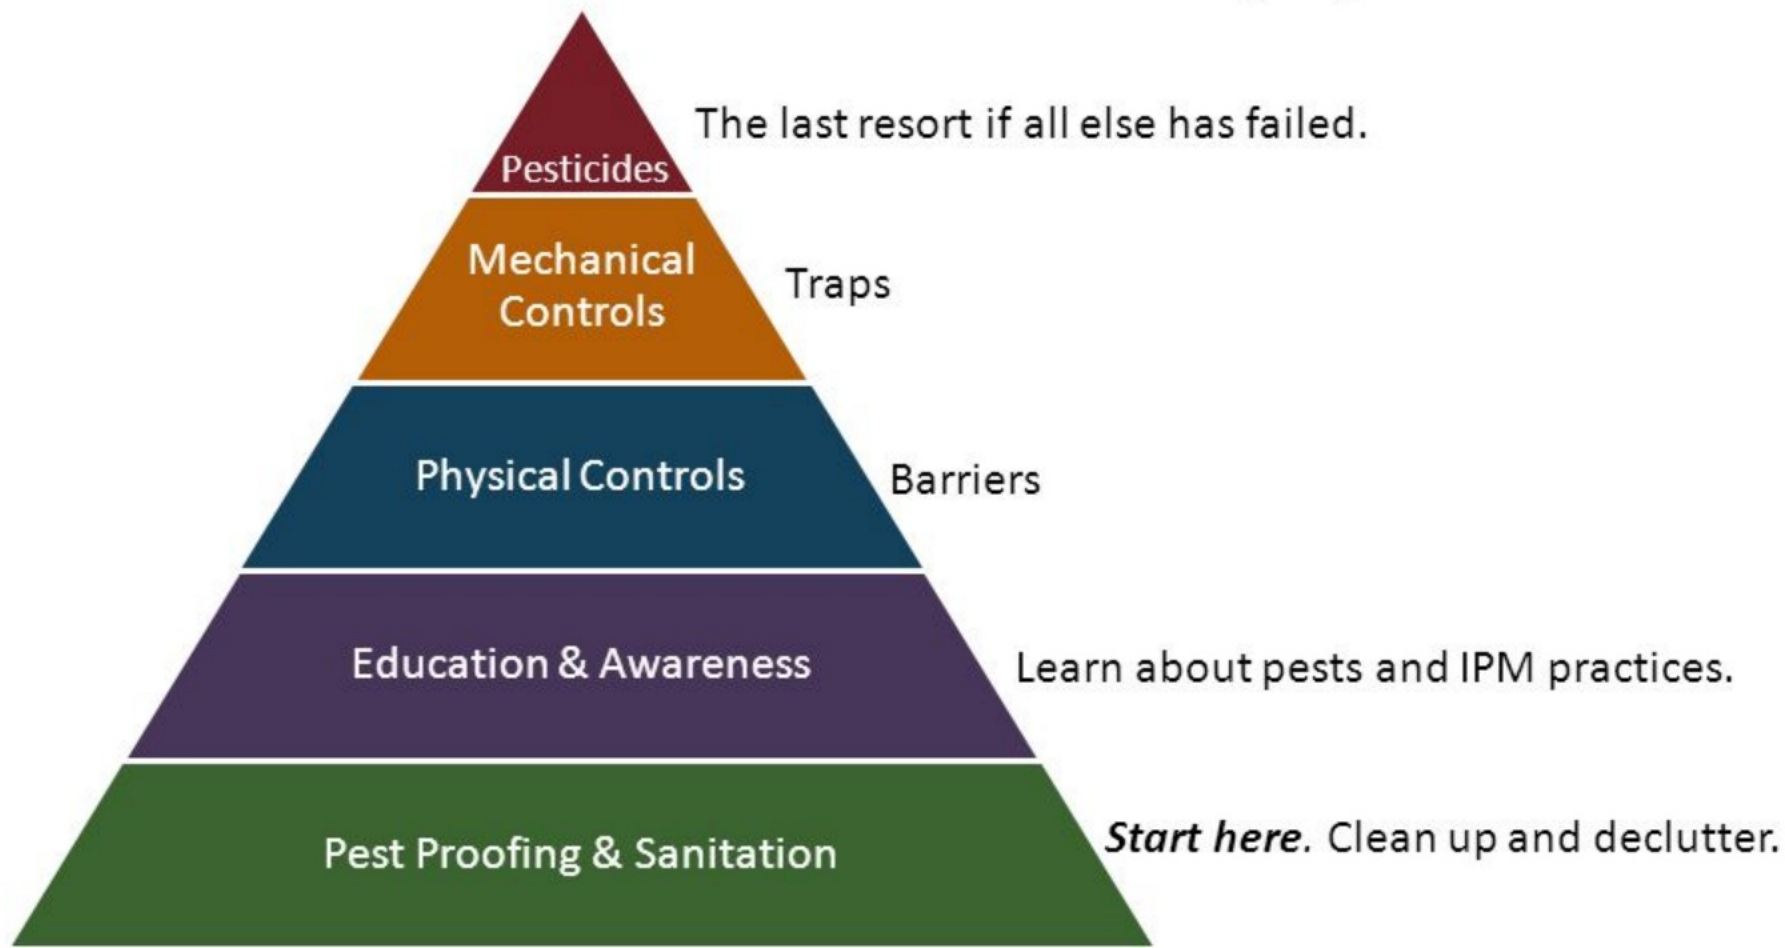 The last resort if all else has failed.
Pesticides
Mechanical
Controls
Traps
Physical Controls
Barriers
Education & Awareness
Learn about pests and IPM practices.
Start here. Clean up and declutter.
Pest Proofing & Sanitation